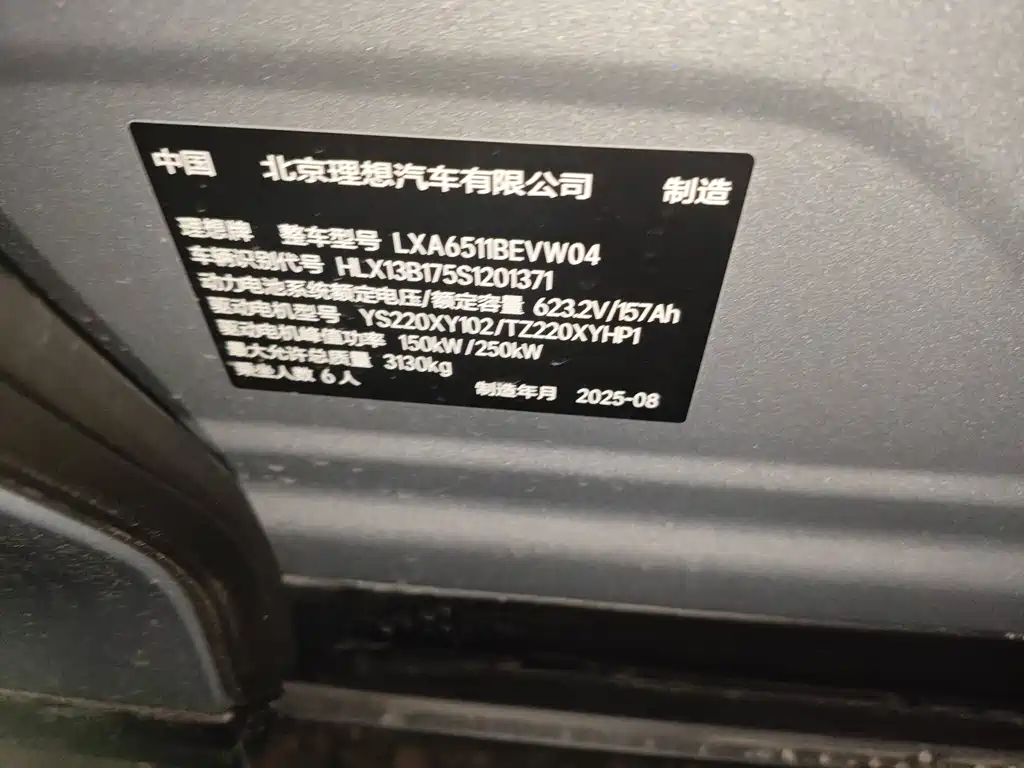 中国 北京理想汽车有限公司 制造
理想牌 整车型号 LXA6511BEVW04
车辆识别代号 HLX13B175S1201371
动力电池系统额定电压/额定容量 623.2V/157Ah
驱动电机型号 YS220XY102/TZ220XYHP1
驱动电机峰值功率 150kW/250kW
最大允许总质量 3130kg
乘坐人数 6人 制造年月 2025-08